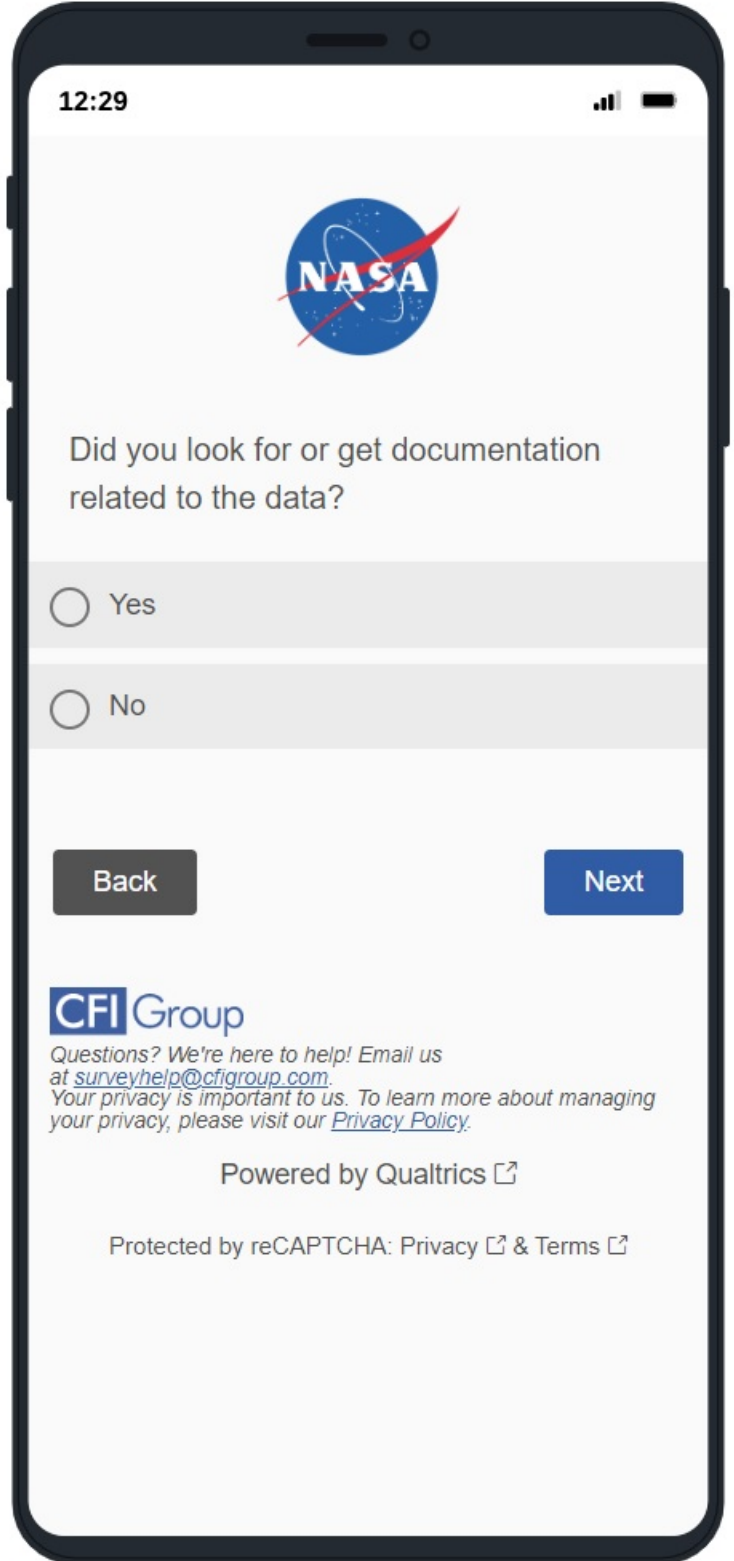 12:29
NASA
Did you look for or get documentation
related to the data?
Yes
No
Back
Next
CFI Group
Questions? We're here to help! Email us
at surveyhelp@cfigroup.com.
Your privacy is important to us. To learn more about managing
your privacy, please visit our Privacy Policy.
Powered by Qualtrics
Protected by reCAPTCHA: Privacy & Terms